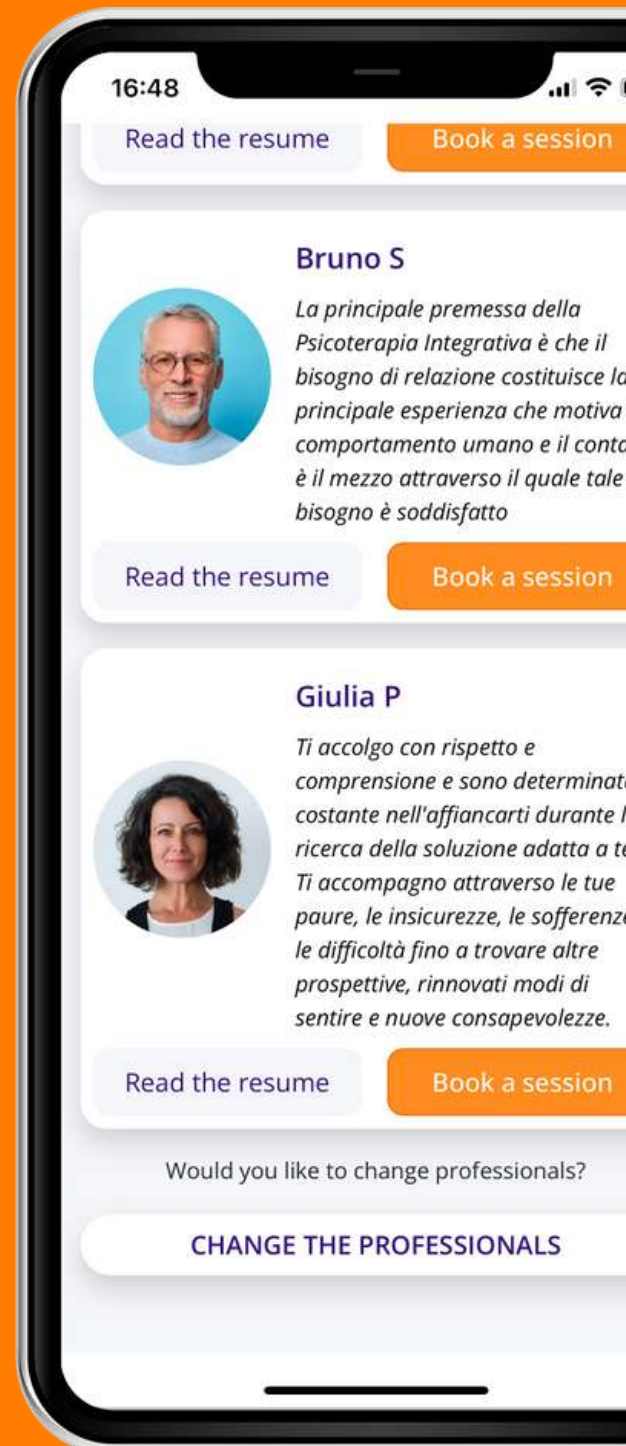 16:48
Read the resume
Book a session
Bruno S
La principale premessa della
Psicoterapia Integrativa è che il
bisogno di relazione costituisce la
principale esperienza che motiva
comportamento umano e il
è il mezzo attraverso il quale tale
bisogno è soddisfatto
Read the resume
Book a session
Giulia P
Ti accolgo con rispetto e
comprensione e sono
costante nell'affiancarti durante
ricerca della soluzione adatta a
Ti accompagno attraverso le tue
paure, le insicurezze, le
le difficoltà fino a trovare altre
prospettive, rinnovati modi di
sentire e nuove consapevolezze.
Read the resume
Book a session
Would you like to change professionals?
CHANGE THE PROFESSIONALS